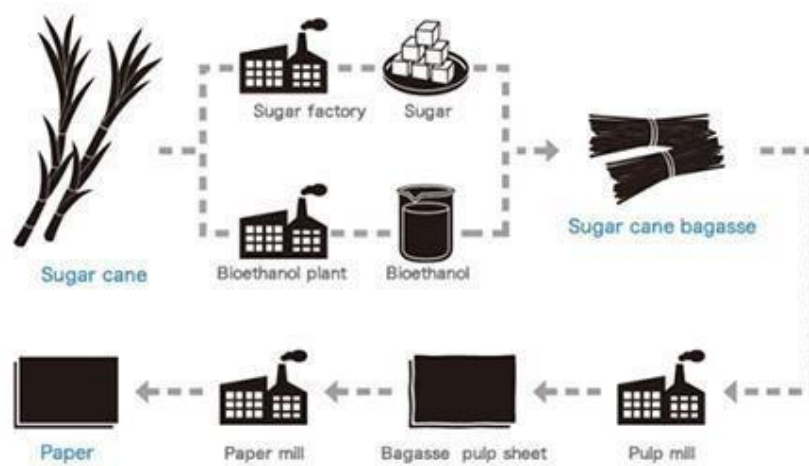 Sugar factory
Sugar
Sugar cane
Bioethanol plant
Bioethanol
Sugar cane bagasse
Paper
Paper mill
Bagasse pulp sheet
Pulp mill